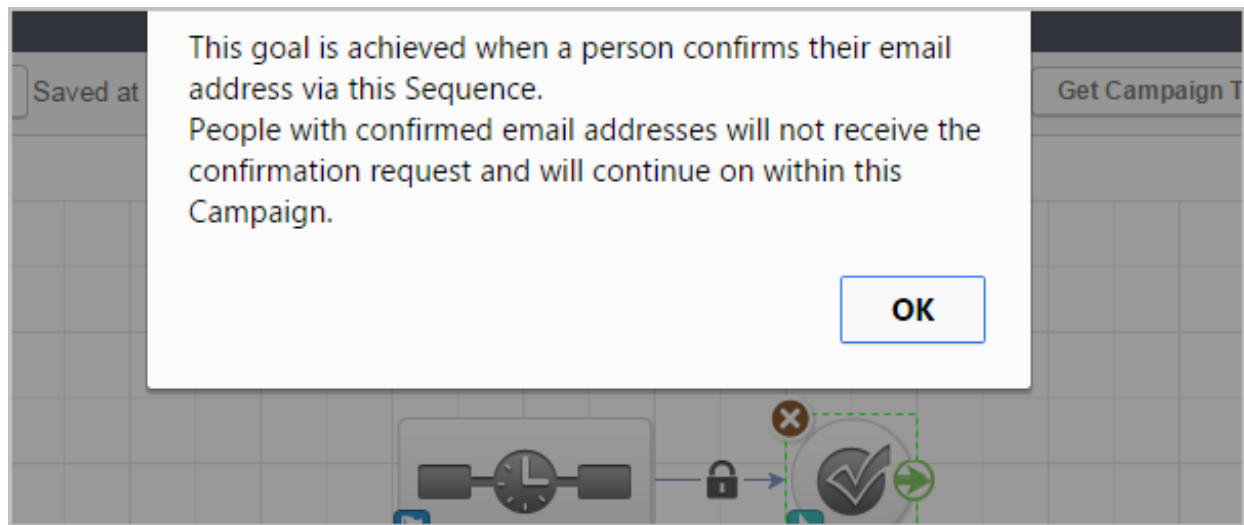 This goal is achieved when a person confirms their email
address via this Sequence.
People with confirmed email addresses will not receive the
confirmation request and will continue on within this
Campaign.
OK
Saved at
Get Campaign T